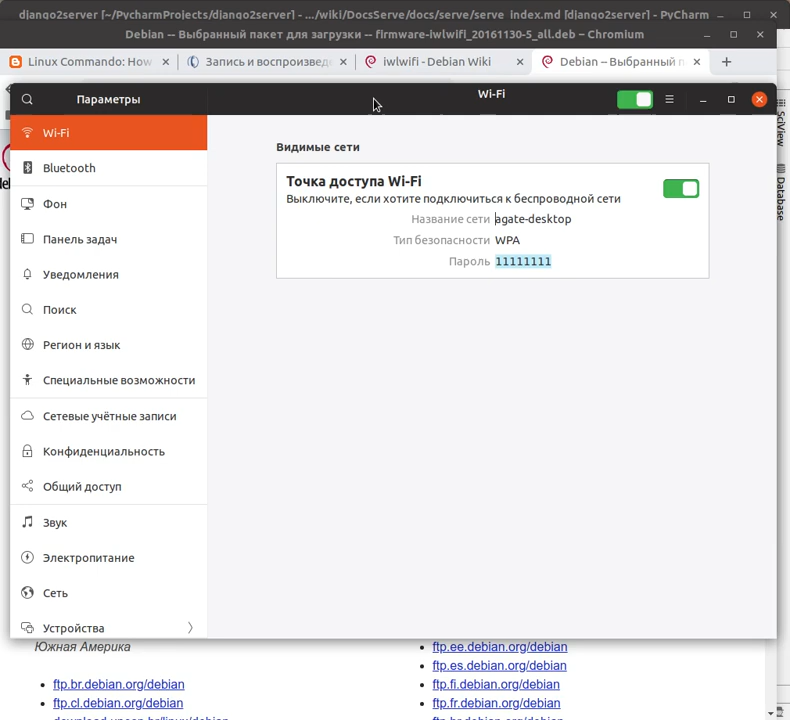 django2server [~/PycharmProjects/django2server] - .../wiki/DocsServe/docs/serve/serve_index.md [django2server] - PyCharm
Debian -- Выбранный пакет для загрузки -- firmware-iwlwifi_20161130-5_all.deb – Chromium
Linux Commando: How
Запись и воспроизвед
iwlwifi - Debian Wiki
Debian – Выбранный п
Параметры
Wi-Fi
Wi-Fi
Bluetooth
Фон
Панель задач
Уведомления
Поиск
Регион и язык
Специальные возможности
Сетевые учётные записи
Конфиденциальность
Общий доступ
Звук
Электропитание
Сеть
Устройства
Видимые сети
Точка доступа Wi-Fi
Выключите, если хотите подключиться к беспроводной сети
Название сети agate-desktop
Тип безопасности WPA
Пароль 11111111
SciView
Database
Южная Америка
ftp.br.debian.org/debian
ftp.cl.debian.org/debian
ftp.ee.debian.org/debian
ftp.es.debian.org/debian
ftp.fi.debian.org/debian
ftp.fr.debian.org/debian